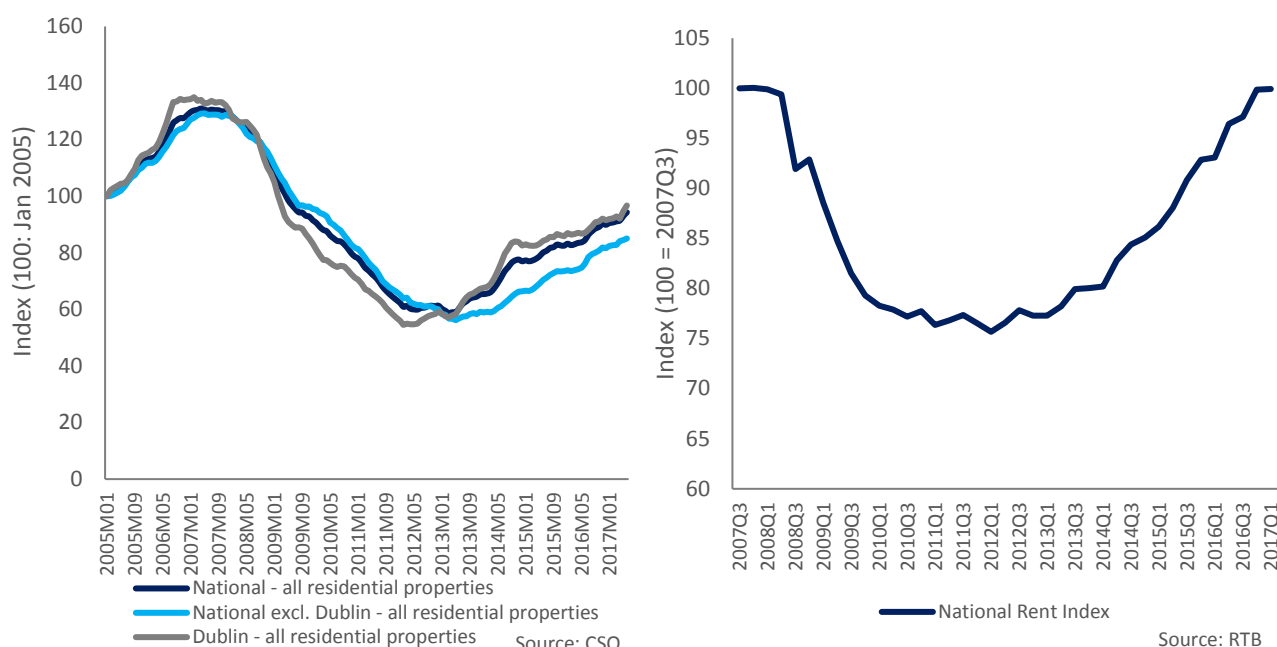 160
140
120
100
80
60
40
20
0
Index (100: Jan 2005)
2005M01
2005M09
2006M05
2007M01
2007M09
2008M05
2009M01
2009M09
2010M05
2011M01
2011M09
2012M05
2013M01
2013M09
2014M05
2015M01
2015M09
2016M05
2017M01
National - all residential properties
National excl. Dublin - all residential properties
Dublin - all residential properties
Source: CSO
105
100
95
90
85
80
75
70
65
60
Index (100 = 2007Q3)
2007Q3
2008Q1
2008Q3
2009Q1
2009Q3
2010Q1
2010Q3
2011Q1
2011Q3
2012Q1
2012Q3
2013Q1
2013Q3
2014Q1
2014Q3
2015Q1
2015Q3
2016Q1
2016Q3
2017Q1
National Rent Index
Source: RTB